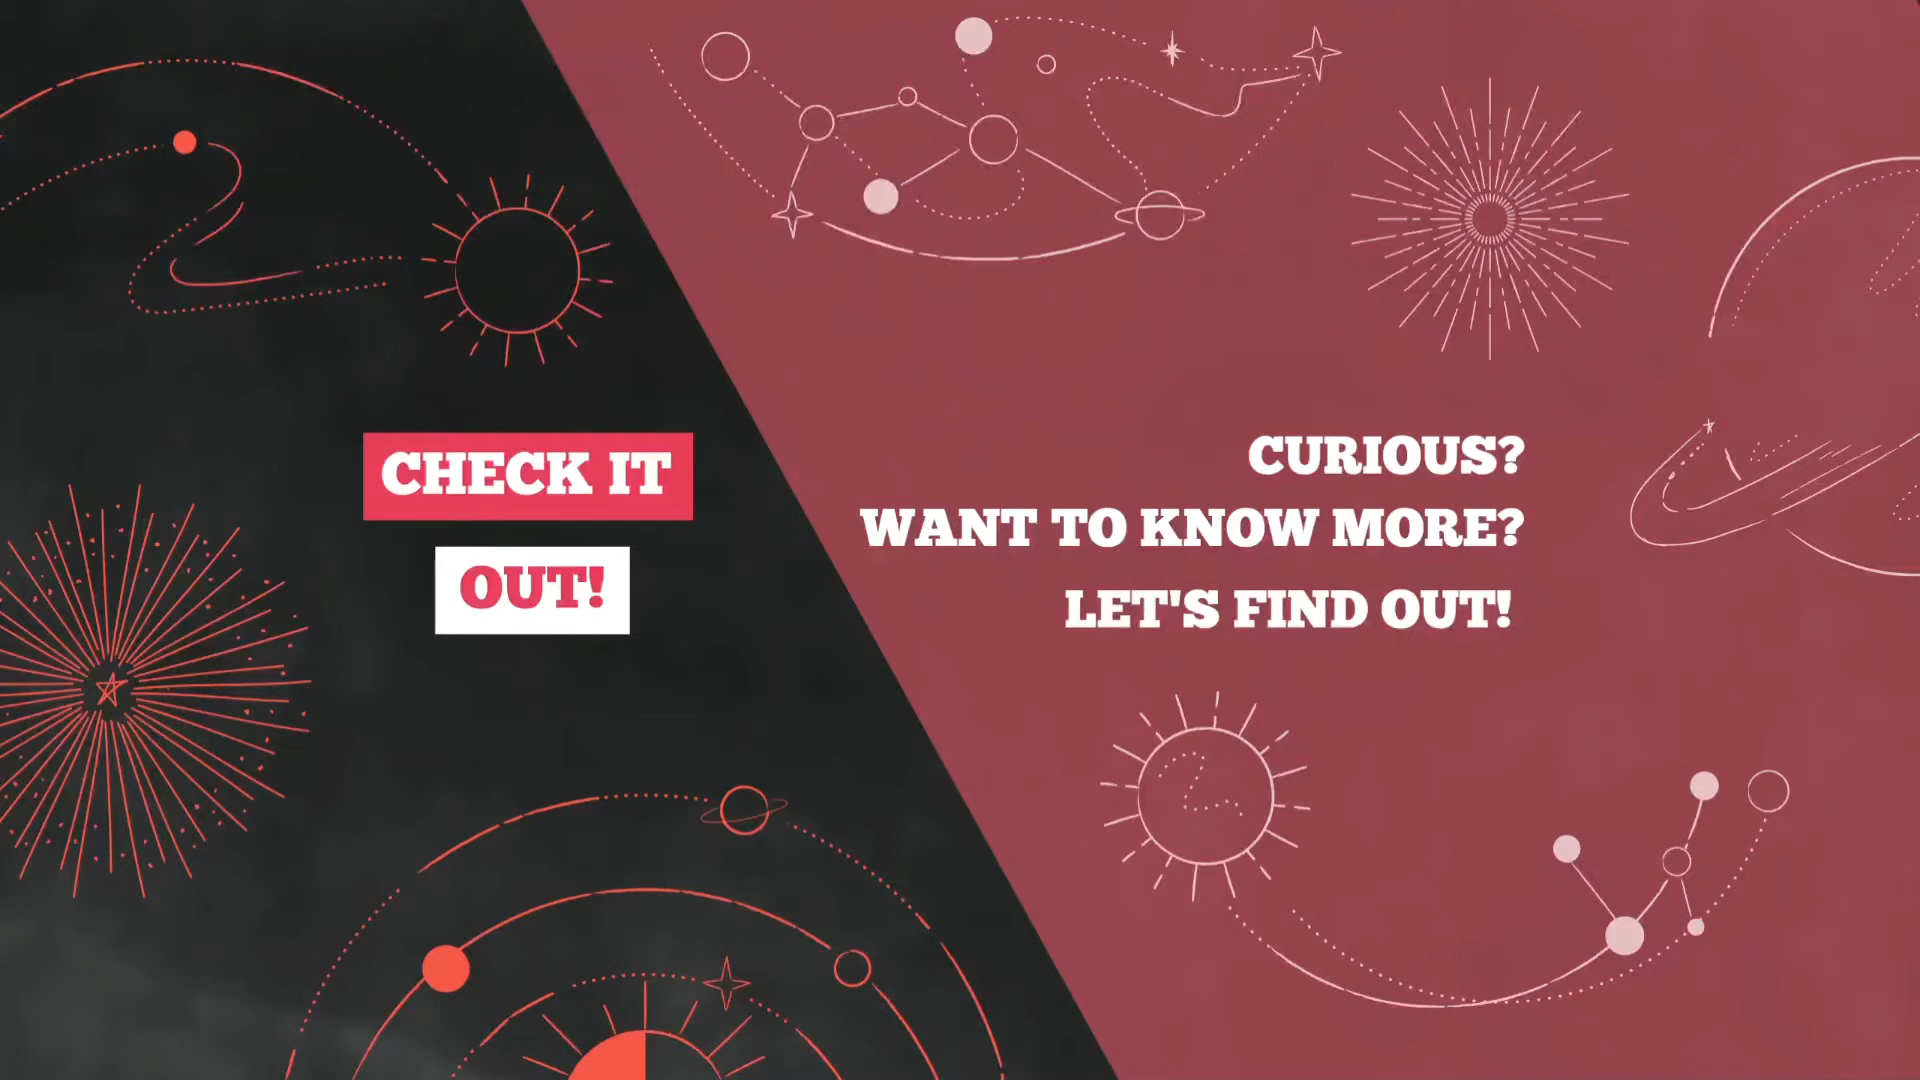 CHECK IT
OUT!
CURIOUS?
WANT TO KNOW MORE?
LET'S FIND OUT!